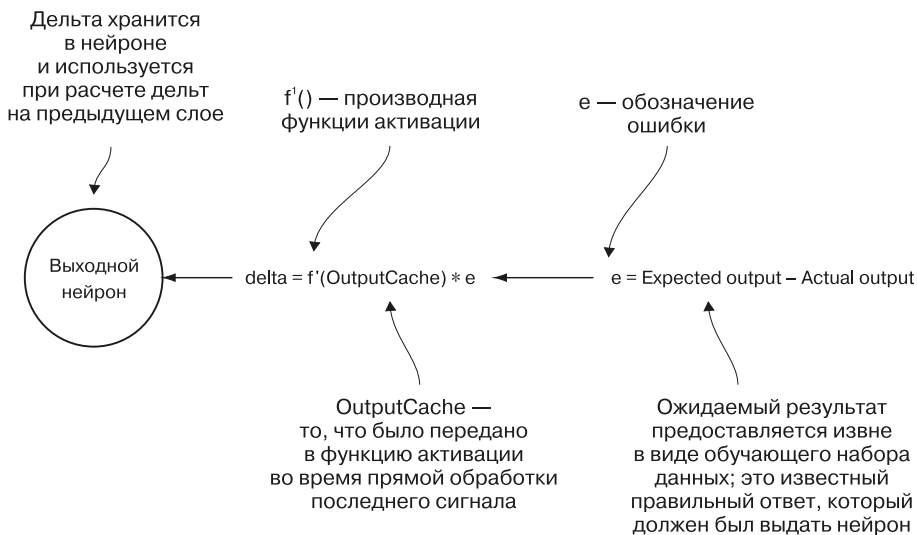 Дельта хранится
в нейроне
и используется
при расчете дельт
на предыдущем слое
f¹() — производная
функции активации
e — обозначение
ошибки
Выходной
нейрон
delta = f'(OutputCache) * e
e = Expected output – Actual output
OutputCache —
то, что было передано
в функцию активации
во время прямой обработки
последнего сигнала
Ожидаемый результат
предоставляется извне
в виде обучающего набора
данных; это известный
правильный ответ, который
должен был выдать нейрон